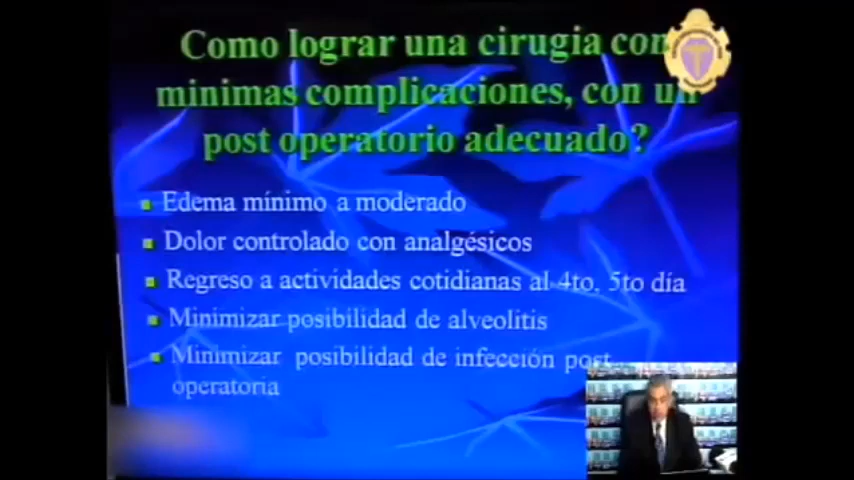 Como lograr una cirugia con
minimas complicaciones, con un
post operatorio adecuado?
Edema mínimo a moderado
Dolor controlado con analgésicos
Regreso a actividades cotidianas al 4to, 5to día
Minimizar posibilidad de alveolitis
Minimizar posibilidad de infección post
operatoria